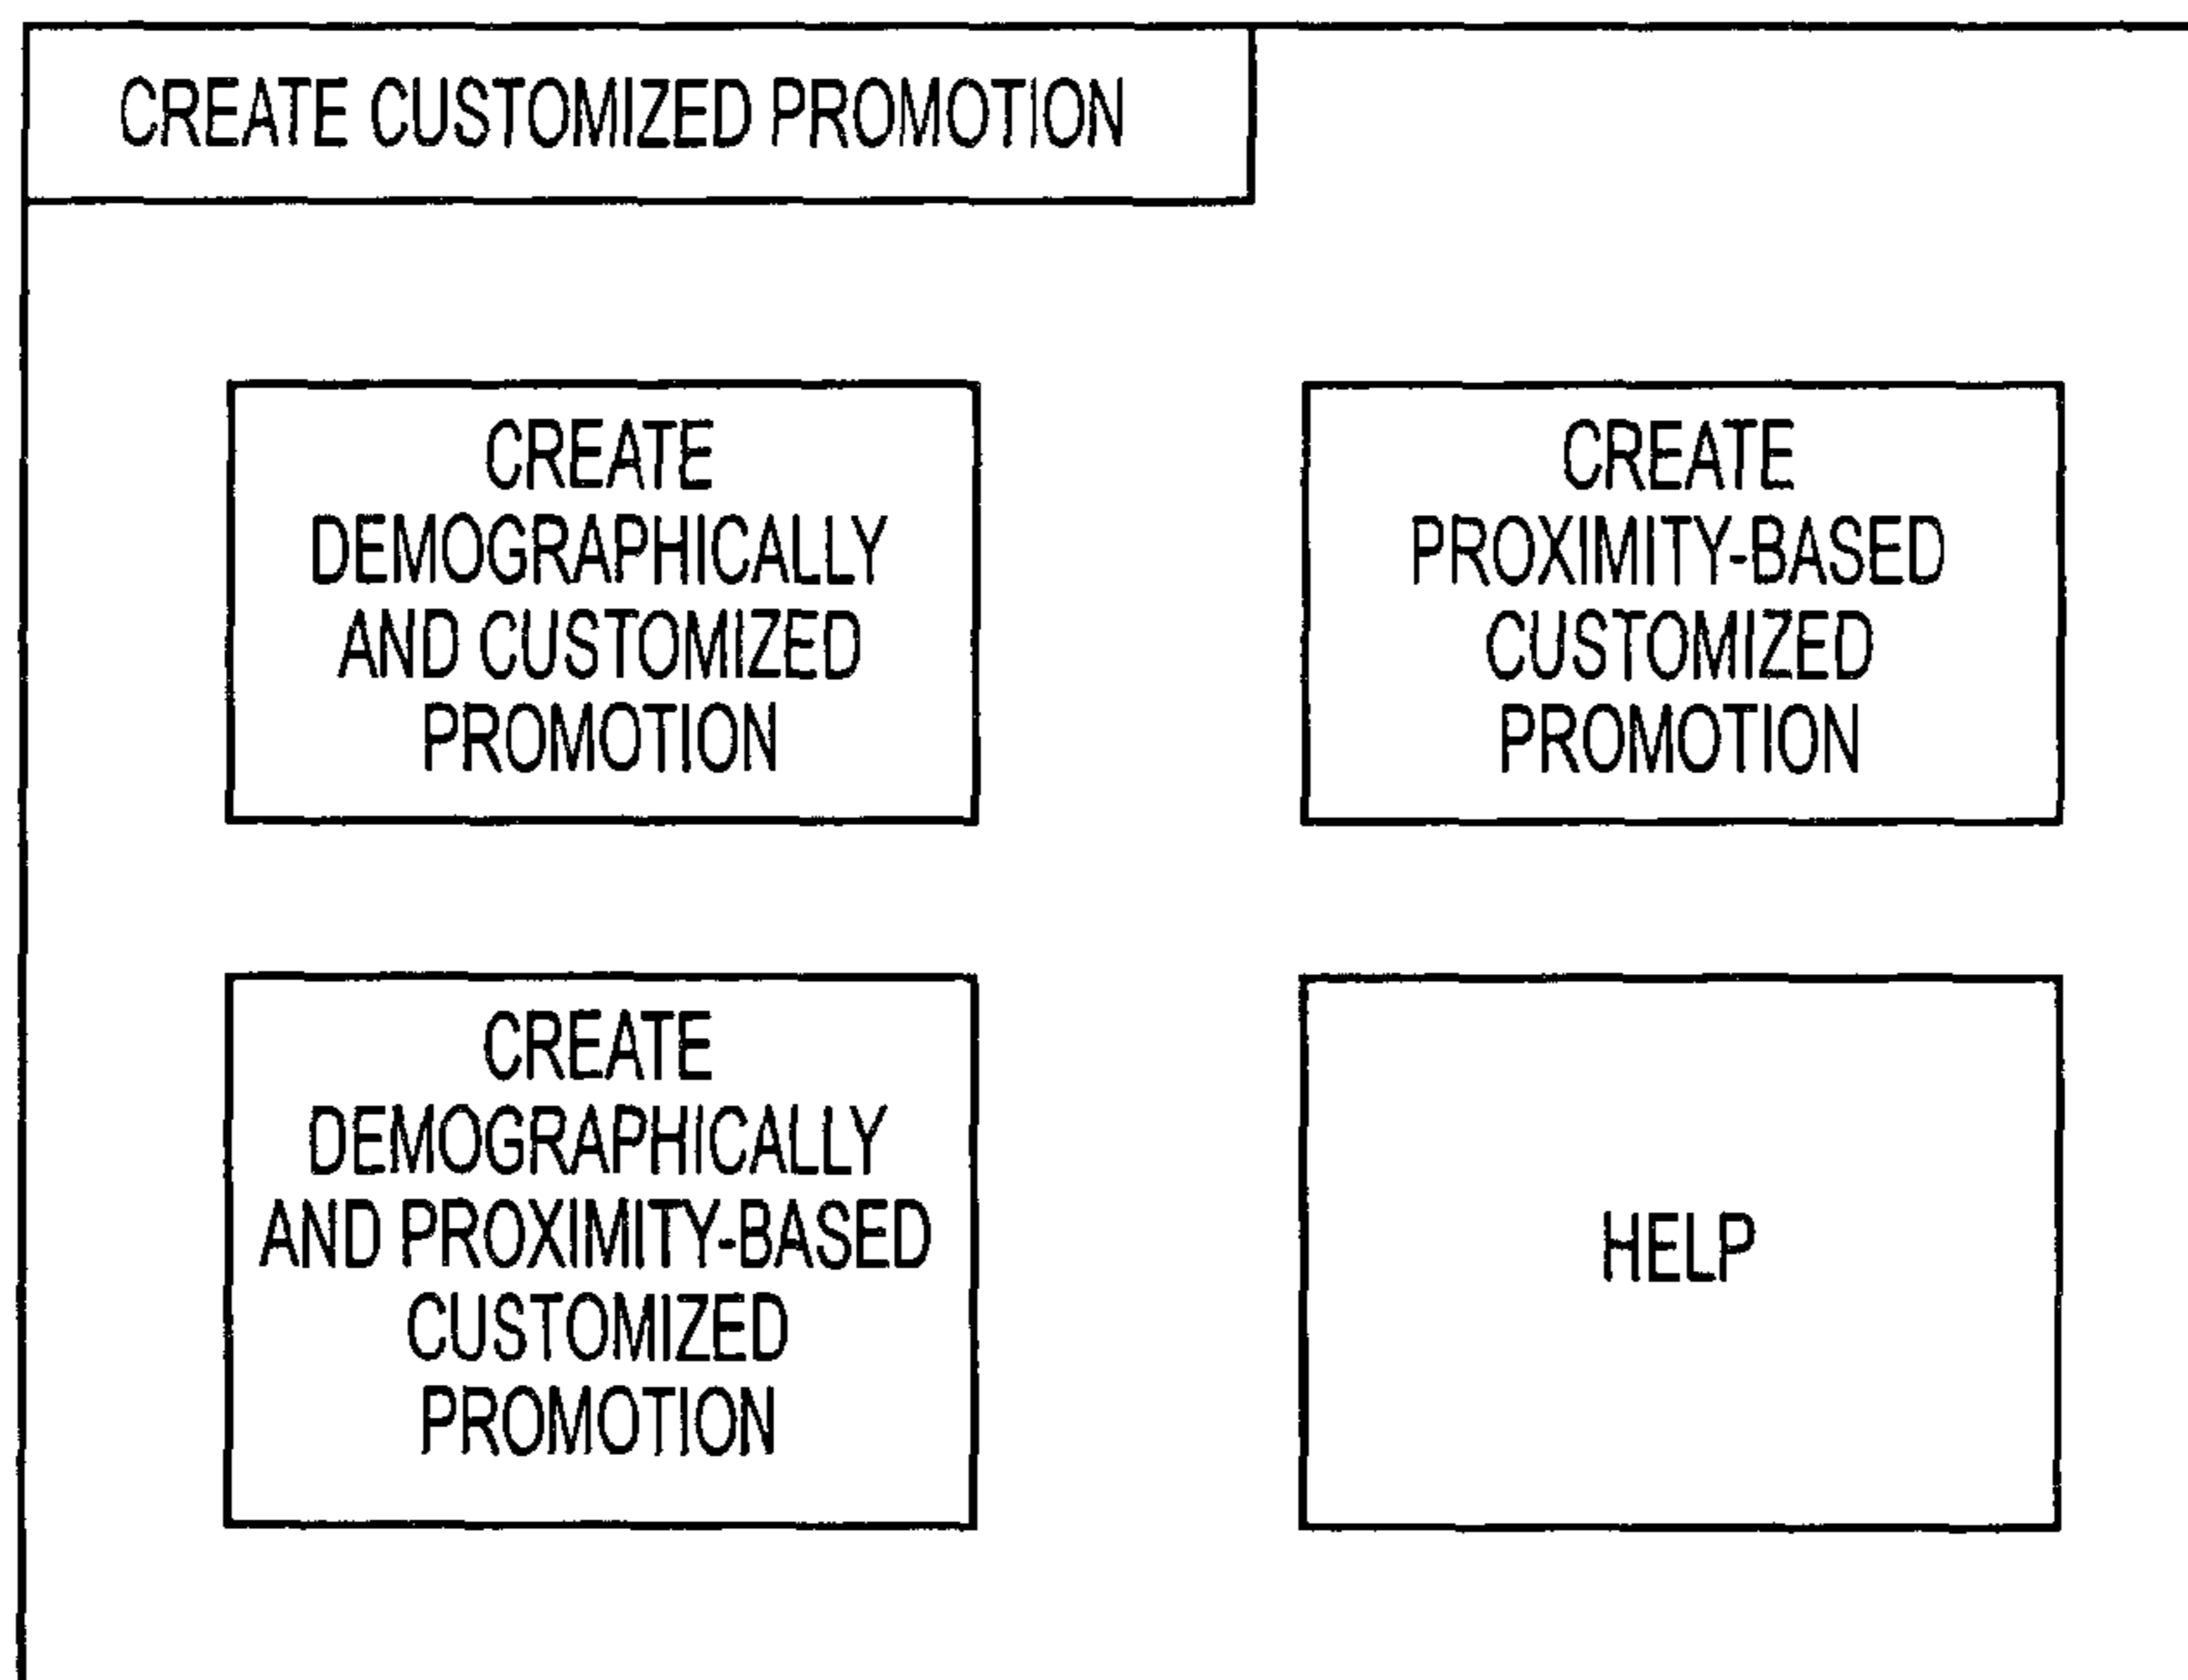 CREATE CUSTOMIZED PROMOTION
CREATE
DEMOGRAPHICALLY
AND CUSTOMIZED
PROMOTION
CREATE
PROXIMITY-BASED
CUSTOMIZED
PROMOTION
CREATE
DEMOGRAPHICALLY
AND PROXIMITY-BASED
CUSTOMIZED
PROMOTION
HELP